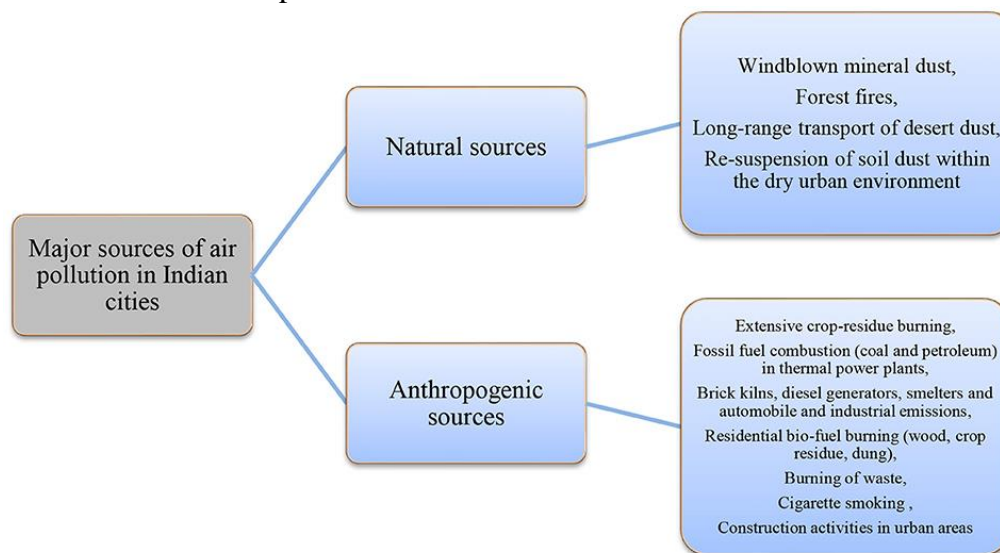 Major sources of air
pollution in Indian
cities
Natural sources
Windblown mineral dust,
Forest fires,
Long-range transport of desert dust,
Re-suspension of soil dust within
the dry urban environment
Anthropogenic
sources
Extensive crop-residue burning,
Fossil fuel combustion (coal and petroleum)
in thermal power plants,
Brick kilns, diesel generators, smelters and
automobile and industrial emissions,
Residential bio-fuel burning (wood, crop
residue, dung),
Burning of waste,
Cigarette smoking ,
Construction activities in urban areas